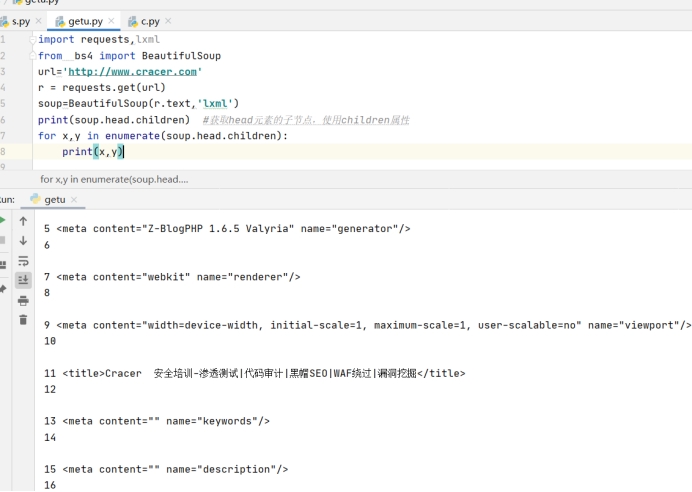 getu.py
s.py
getu.py
c.py
1 import requests,lxml
2 from bs4 import BeautifulSoup
3 url='http://www.cracer.com'
4 r = requests.get(url)
5 soup=BeautifulSoup(r.text,'lxml')
6 print(soup.head.children) #获取head元素的子节点，使用children属性
7 for x,y in enumerate(soup.head.children):
8 print(x,y)
9
for x,y in enumerate(soup.head....
un:
getu
5 <meta content="Z-BlogPHP 1.6.5 Valyria" name="generator"/>
6
7 <meta content="webkit" name="renderer"/>
8
9 <meta content="width=device-width, initial-scale=1, maximum-scale=1, user-scalable=no" name="viewport"/>
10
11 <title>Cracer 安全培训-渗透测试|代码审计|黑帽SEO|WAF绕过|漏洞挖掘</title>
12
13 <meta content="" name="keywords"/>
14
15 <meta content="" name="description"/>
16